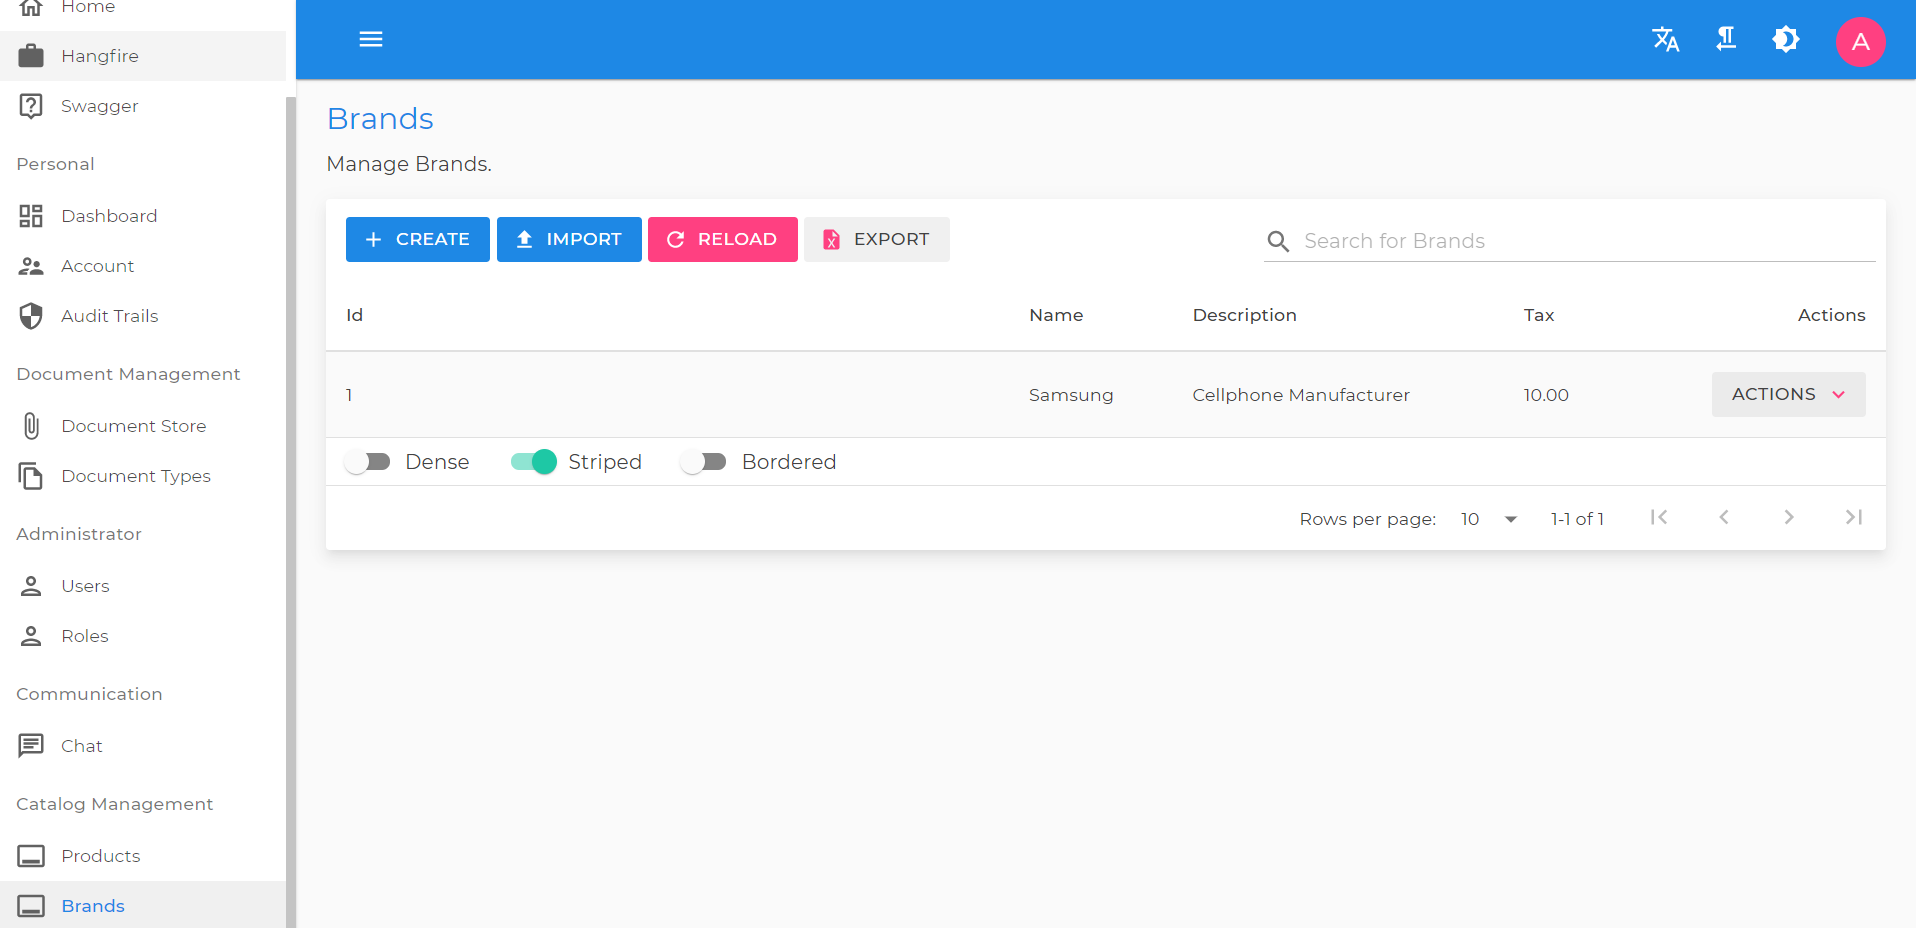 Home
Hangfire
Swagger
Personal
Dashboard
Account
Audit Trails
Document Management
Document Store
Document Types
Administrator
Users
Roles
Communication
Chat
Catalog Management
Products
Brands
A
Brands
Manage Brands.
CREATE IMPORT RELOAD EXPORT Search for Brands
Id Name Description Tax Actions
1 Samsung Cellphone Manufacturer 10.00 ACTIONS
Dense Striped Bordered
Rows per page: 10 1-1 of 1